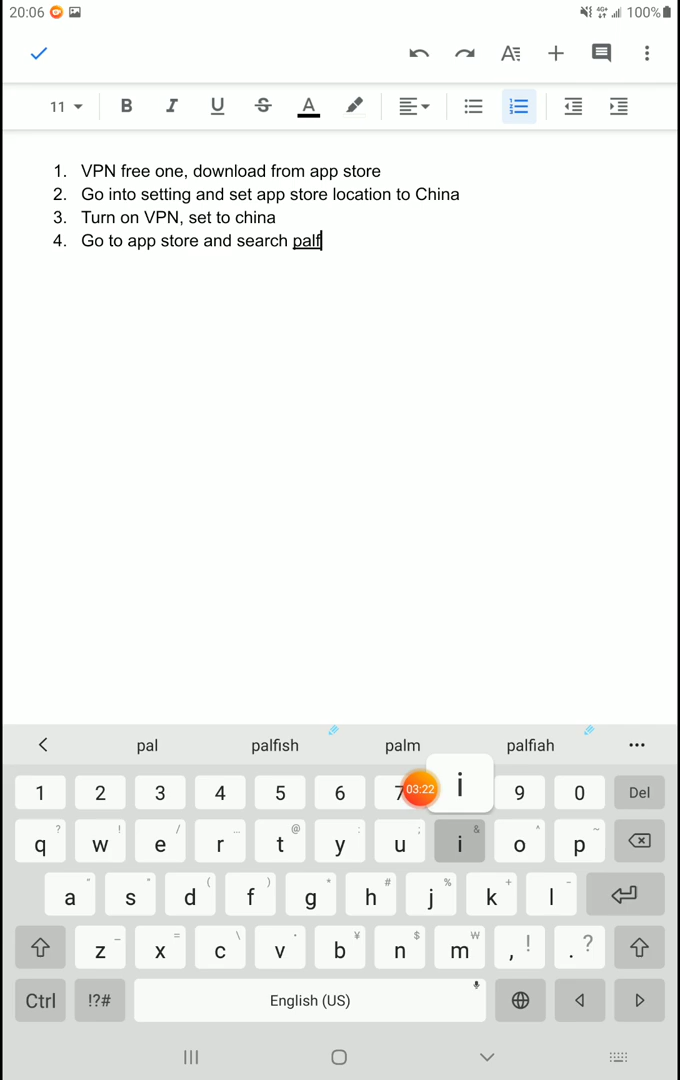 20:06 4G+ 100%
11 B I U S A
1. VPN free one, download from app store
2. Go into setting and set app store location to China
3. Turn on VPN, set to china
4. Go to app store and search palf
pal palfish palm palfiah
1 2 3 4 5 6 7 03:22 i 9 0 Del
q ? w ! e / r ... t @ y : u ; i & o ^ p ~
a " s * d ( f ) g * h # j % k + l -
z _ x = c \ v · b ¥ n $ m ₩ , ! . ?
Ctrl !?# English (US)